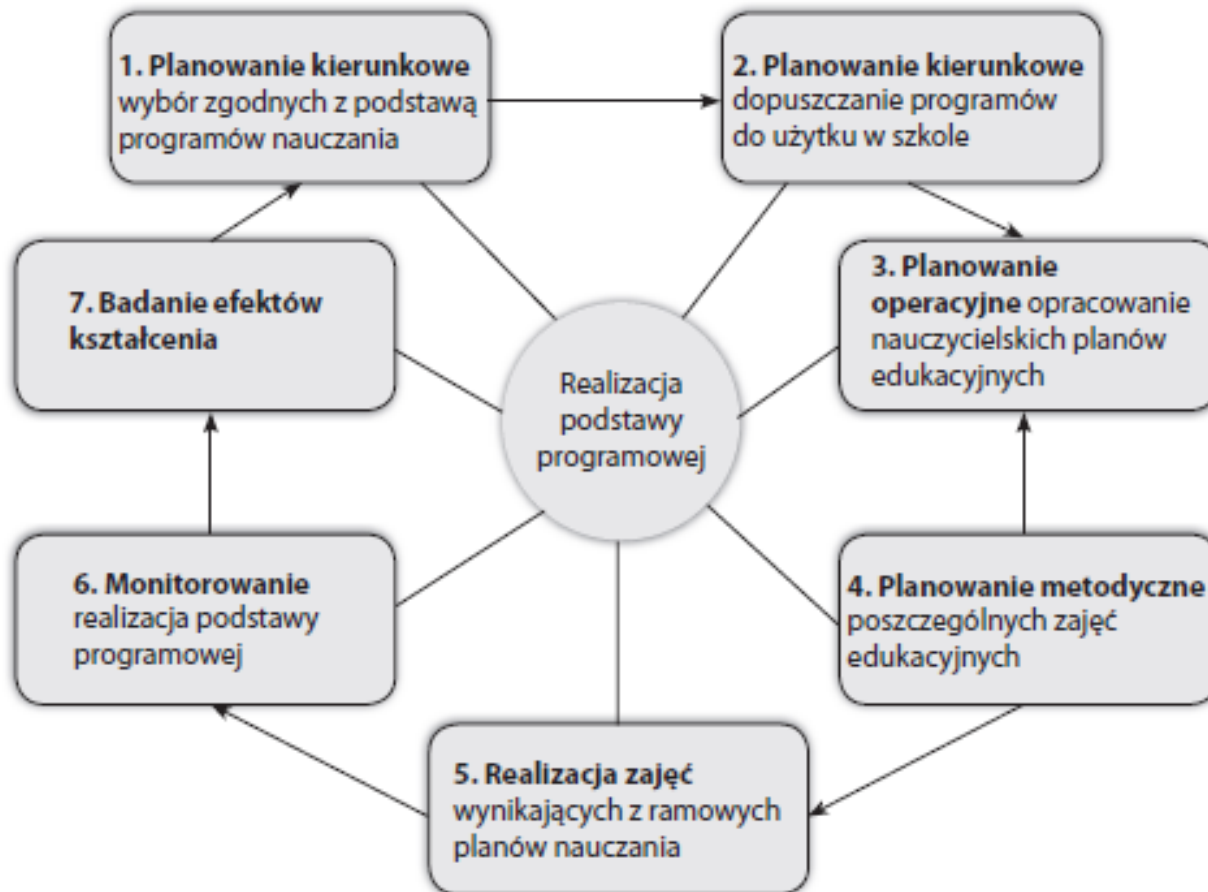 1. Planowanie kierunkowe
wybór zgodnych z podstawą
programów nauczania
2. Planowanie kierunkowe
dopuszczanie programów
do użytku w szkole
3. Planowanie
operacyjne opracowanie
nauczycielskich planów
edukacyjnych
7. Badanie efektów
kształcenia
Realizacja
podstawy
programowej
4. Planowanie metodyczne
poszczególnych zajęć
edukacyjnych
6. Monitorowanie
realizacja podstawy
programowej
5. Realizacja zajęć
wynikających z ramowych
planów nauczania